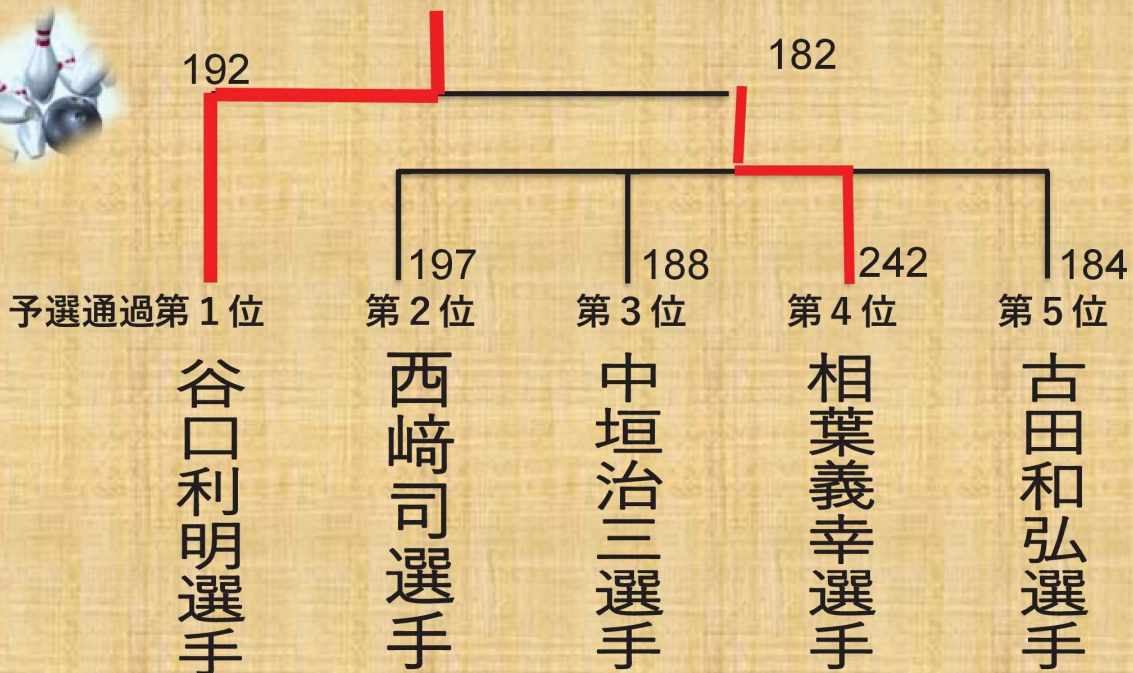 192
182
197
188
242
184
予選通過第１位
第２位
第３位
第４位
第５位
谷口利明選手
西﨑司選手
中垣治三選手
相葉義幸選手
古田和弘選手